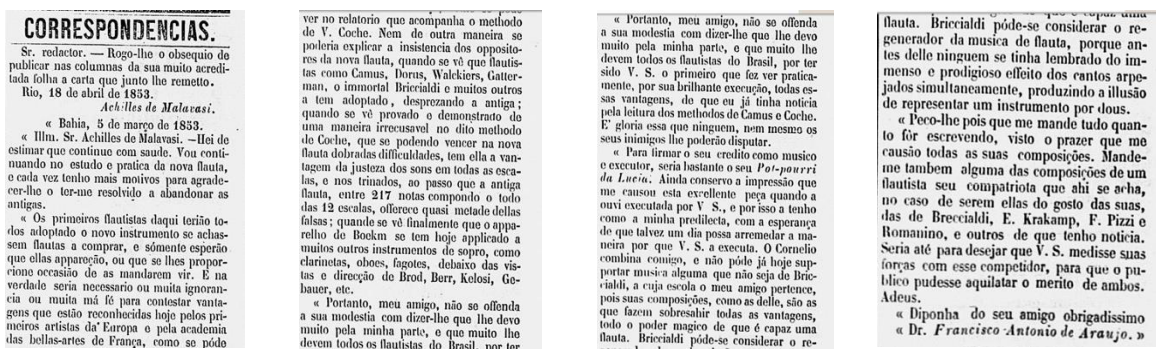 CORRESPONDENCIAS.
Sr. redactor. — Rogo-lhe o obsequio de
publicar nas columnas da sua muito acredi-
tada folha a carta que junto lhe remetto.
Rio, 18 de abril de 1853.
Achilles de Malavasi.
« Bahia, 5 de março de 1853.
« Illm. Sr. Achilles de Malavasi. —Hei de
estimar que continue com saude. Vou conti-
nuando no estudo e pratica da nova flauta,
e cada vez tenho mais motivos para agrade-
cer-lhe o ter-me resolvido a abandonar as
antigas.
« Os primeiros flautistas daqui terião to-
dos adoptado o novo instrumento se achas-
sem flautas a comprar, e sómente esperão
que ellas appareção, ou que se lhes propor-
cione occasião de as mandarem vir. E na
verdade seria necessario ou muita ignoran-
cia ou muita má fé para contestar vanta-
gens que estão reconhecidas hoje pelos pri-
meiros artistas da Europa e pela academia
das bellas-artes de França, como se póde
ver no relatorio que acompanha o methodo
de V. Coche. Nem de outra maneira se
poderia explicar a insistencia dos opposito-
res da nova flauta, quando se vê que flautis-
tas como Camus, Dorus, Walckiers, Gatter-
man, o immortal Briccialdi e muitos outros
a tem adoptado, desprezando a antiga;
quando se vê provado e demonstrado de
uma maneira irrecusavel no dito methodo
de Coche, que se podendo vencer na nova
flauta dobradas difficuldades, tem ella a van-
tagem da justeza dos sons em todas as esca-
las, e nos trinados, ao passo que a antiga
flauta, entre 217 notas compondo o todo
das 12 escalas, offerece quasi metade dellas
falsas; quando se vê finalmente que o appa-
relho de Boekm se tem hoje applicado a
muitos outros instrumentos de sopro, como
clarinetas, oboes, fagotes, debaixo das vis-
tas e direcção de Brod, Berr, Kelosi, Ge-
bauer, etc.
« Portanto, meu amigo, não se offenda
a sua modestia com dizer-lhe que lhe devo
muito pela minha parte, e que muito lhe
devem todos os flautistas do Brasil, por ter
« Portanto, meu amigo, não se offenda
a sua modestia com dizer-lhe que lhe devo
muito pela minha parte, e que muito lhe
devem todos os flautistas do Brasil, por ter
sido V. S. o primeiro que fez ver pratica-
mente, por sua brilhante execução, todas es-
sas vantagens, de que eu já tinha noticia
pela leitura dos methodos de Camus e Coche.
E' gloria essa que ninguem, nem mesmo os
seus inimigos lhe poderão disputar.
« Para firmar o seu credito como musico
e executor, seria bastante o seu Pot-pourri
da Lucia. Ainda conservo a impressão que
me causou esta excellente peça quando a
ouvi executada por V S., e por isso a tenho
como a minha predilecta, com a esperança
de que talvez um dia possa arremedar a ma-
neira por que V. S. a executa. O Cornelio
combina comigo, e não póde já hoje sup-
portar musica alguma que não seja de Bric-
cialdi, a cuja escola o meu amigo pertence,
pois suas composições, como as delle, são as
que fazem sobresahir todas as vantagens,
todo o poder magico de que é capaz uma
flauta. Bricciardi póde-se considerar o re-
que é capaz uma
flauta. Briccialdi póde-se considerar o re-
generador da musica de flauta, porque an-
tes delle ninguem se tinha lembrado do im-
menso e prodigioso effeito dos cantos arpe-
jados simultaneamente, produzindo a illusão
de representar um instrumento por dous.
« Peco-lhe pois que me mande tudo quan-
to fôr escrevendo, visto o prazer que me
causão todas as suas composições. Mande-
me tambem alguma das composições de um
flautista seu compatriota que ahi se acha,
no caso de serem ellas do gosto das suas,
das de Breccialdi, E. Krakamp, F. Pizzi e
Romanino, e outros de que tenho noticia.
Seria até para desejar que V. S. medisse suas
forças com esse competidor, para que o pu-
blico pudesse aquilatar o merito de ambos.
Adeus.
« Diponha do seu amigo obrigadissimo
« Dr. Francisco Antonio de Araujo. »